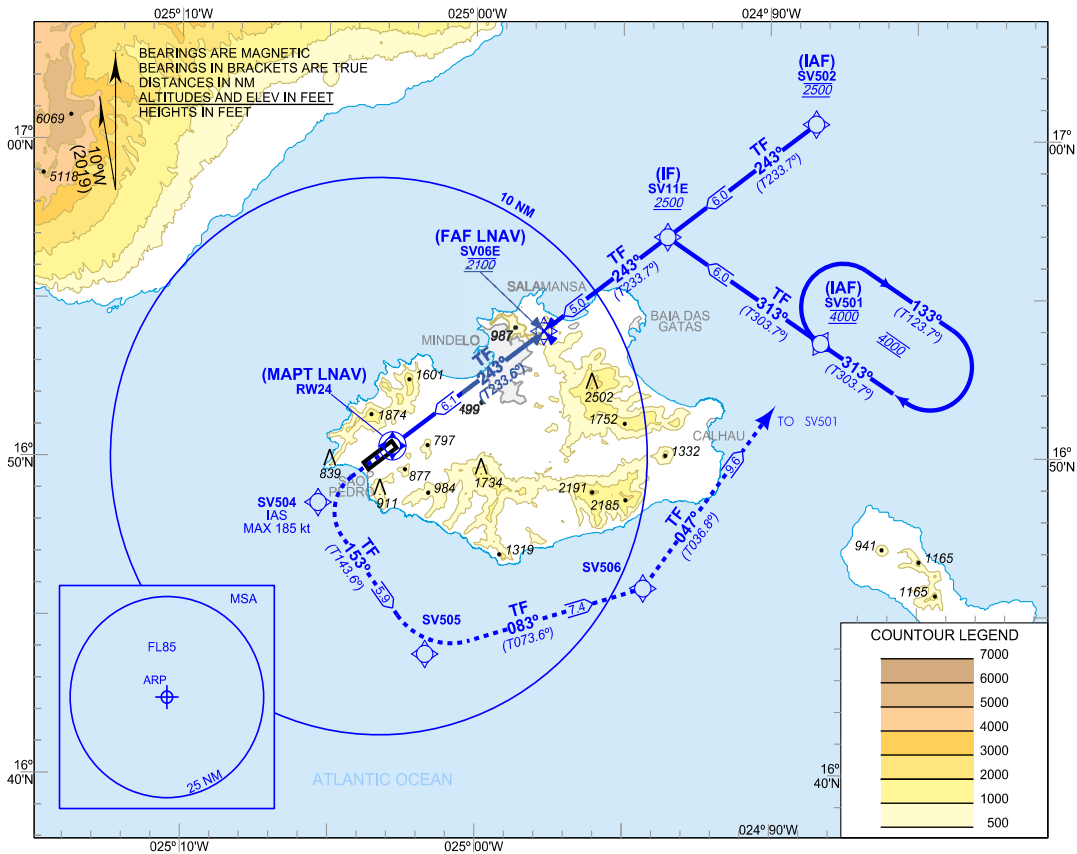 025º 10'W
025º 00'W
024º 90'W
BEARINGS ARE MAGNETIC
BEARINGS IN BRACKETS ARE TRUE
DISTANCES IN NM
ALTITUDES AND ELEV IN FEET
HEIGHTS IN FEET
10ºW
(2019)
6069
5118
17º
00'N
17º
00'N
(IAF)
SV502
2500
TF
243º
(T233.7º)
6.0
(IF)
SV11E
2500
10 NM
(FAF LNAV)
SV06E
2100
TF
243º
(T233.7º)
5.0
TF
313º
(T303.7º)
6.0
(IAF)
SV501
4000
133º
(T123.7º)
4000
313º
(T303.7º)
SALAMANSA
BAIA DAS
GATAS
987
MINDELO
TF
243º
(T233.6º)
6.1
(MAPT LNAV)
RW24
1601
499
2502
1874
1752
TO SV501
797
CALHAU
1332
16º
50'N
16º
50'N
839
877
SAO
PEDRO
911
984
1734
2191
2185
9.6
TF
047º
(T036.8º)
SV504
IAS
MAX 185 kt
TF
153º
(T143.6º)
5.9
1319
SV506
941
1165
1165
SV505
TF
083º
(T073.6º)
7.4
MSA
FL85
ARP
25 NM
COUNTOUR LEGEND
7000
6000
5000
4000
3000
2000
1000
500
ATLANTIC OCEAN
16º
40'N
16º
40'N
025º 10'W
025º 00'W
024º 90'W